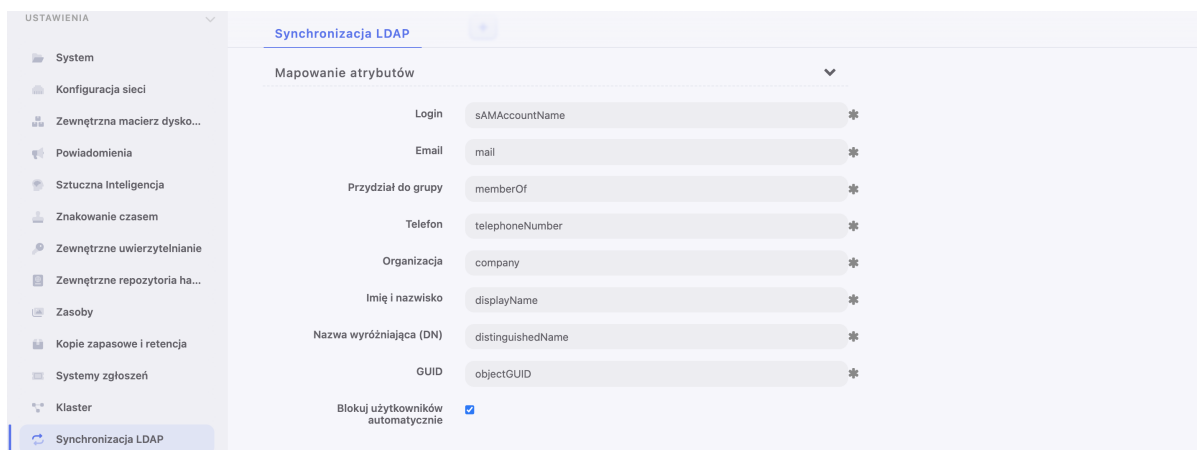 USTAWIENIA
System
Konfiguracja sieci
Zewnętrzna macierz dysko...
Powiadomienia
Sztuczna Inteligencja
Znakowanie czasem
Zewnętrzne uwierzytelnianie
Zewnętrzne repozytoria ha...
Zasoby
Kopie zapasowe i retencja
Systemy zgłoszeń
Klaster
Synchronizacja LDAP
Synchronizacja LDAP
+
Mapowanie atrybutów
Login
sAMAccountName
Email
mail
Przydział do grupy
memberOf
Telefon
telephoneNumber
Organizacja
company
Imię i nazwisko
displayName
Nazwa wyróżniająca (DN)
distinguishedName
GUID
objectGUID
Blokuj użytkowników
automatycznie